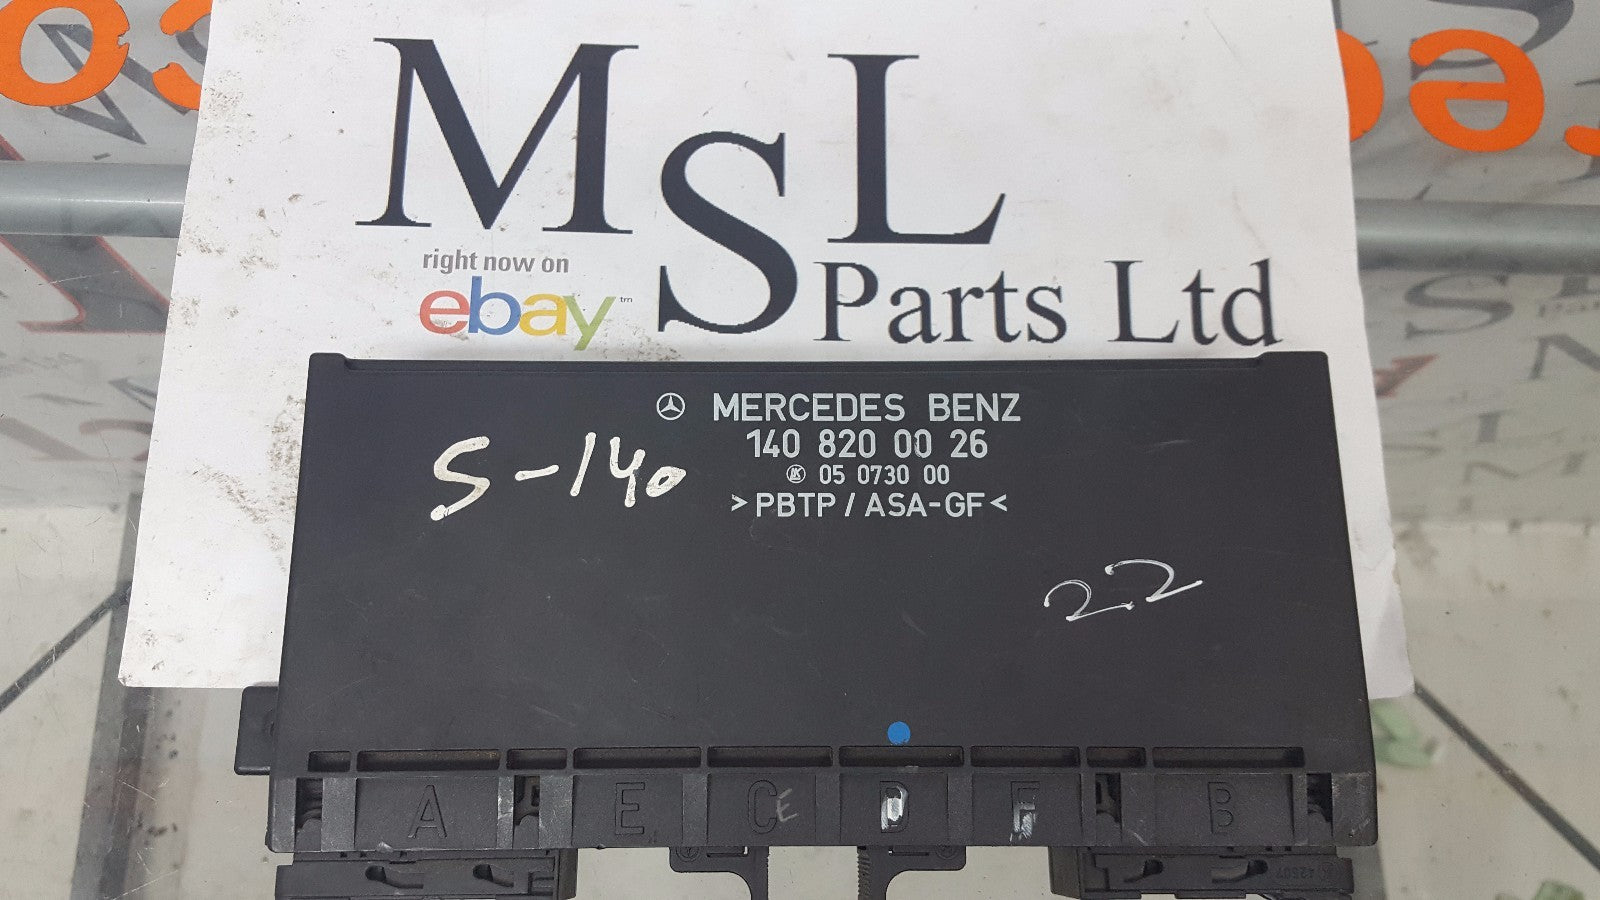 MSL
right now on
ebay™
Parts Ltd
MERCEDES BENZ
140 820 00 26
05 0730 00
>PBTP / ASA-GF<
S-140
22
A E C E D F B